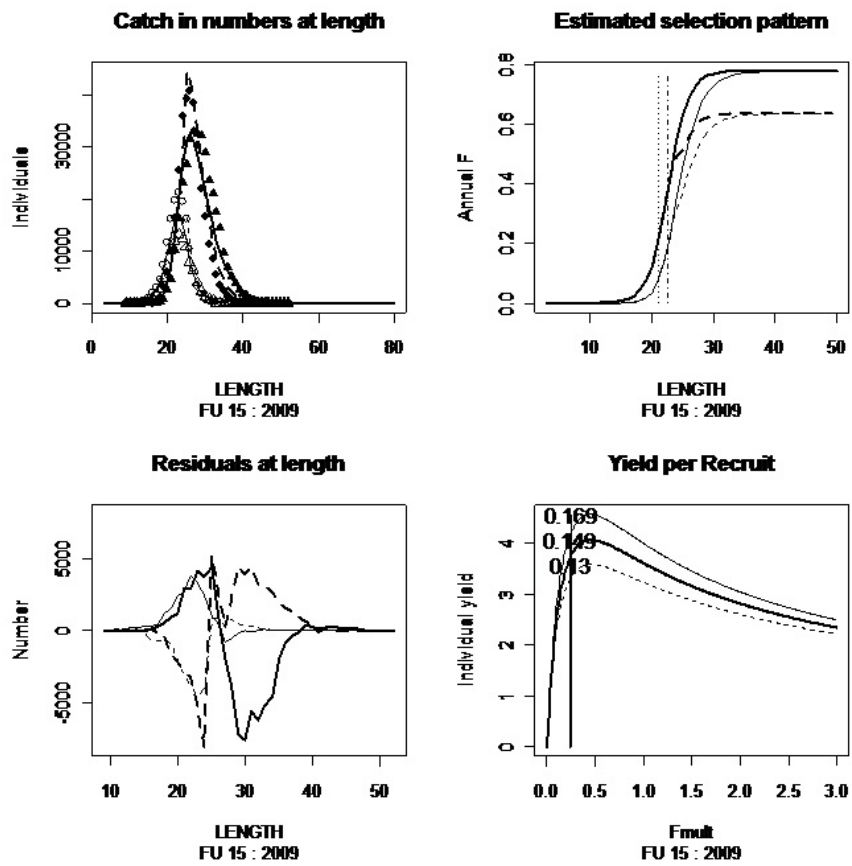 Catch in numbers at length
Individuals
0 10000 30000
0 20 40 60 80
LENGTH
FU 15 : 2009
Estimated selection pattern
Annual F
0.0 0.2 0.4 0.6 0.8
10 20 30 40 50
LENGTH
FU 15 : 2009
Residuals at length
Number
-5000 0 5000
10 20 30 40 50
LENGTH
FU 15 : 2009
Yield per Recruit
Individual yield
0 1 2 3 4
0.169
0.149
0.13
0.0 0.5 1.0 1.5 2.0 2.5 3.0
Fmult
FU 15 : 2009